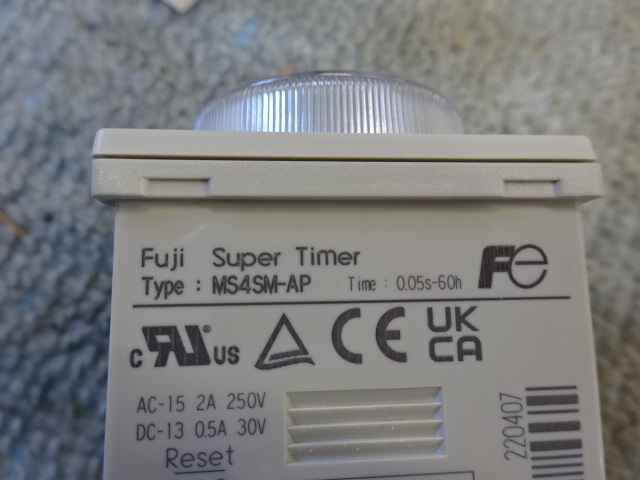 Fuji Super Timer
Type : MS4SM-AP Time : 0.05s-60h
Fe
c RU® US CE UK CA
AC-15 2A 250V
DC-13 0.5A 30V
Reset
220407